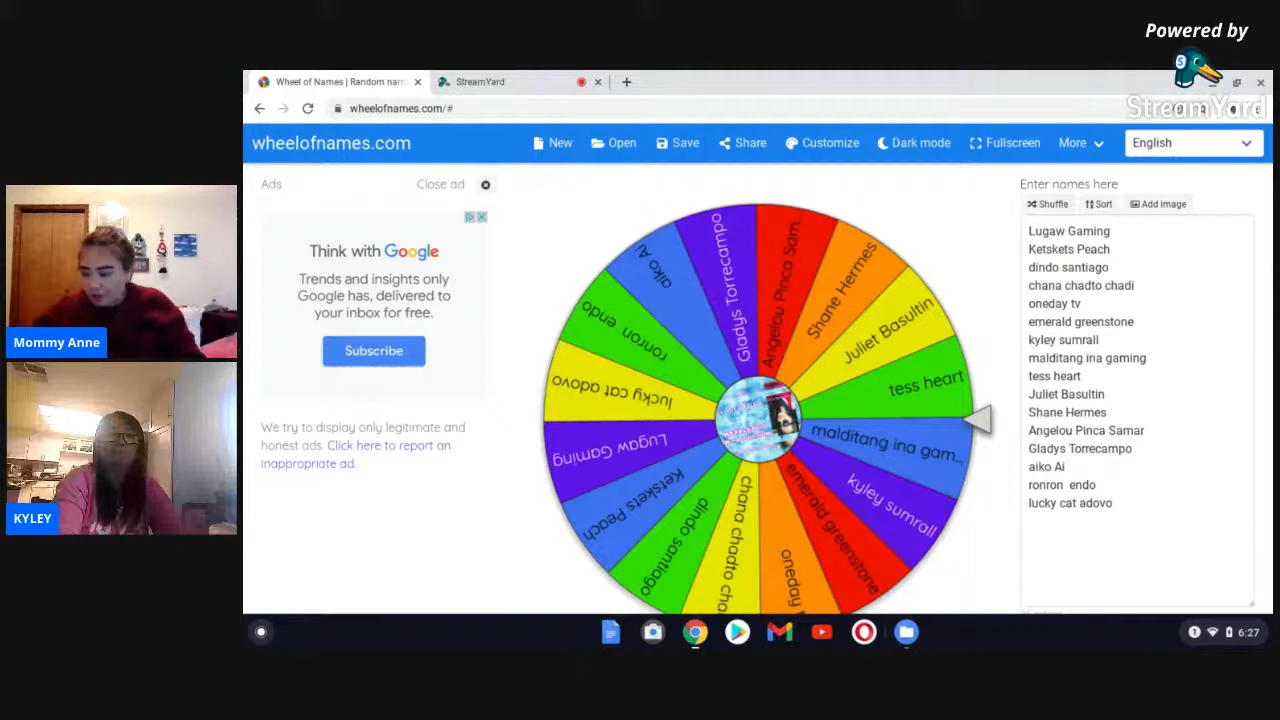 Powered by
StreamYard
Wheel of Names | Random nam
StreamYard
wheelofnames.com/#
wheelofnames.com
New
Open
Save
Share
Customize
Dark mode
Fullscreen
More
English
Ads
Close ad
Think with Google
Trends and insights only
Google has, delivered to
your inbox for free.
Subscribe
We try to display only legitimate and
honest ads. Click here to report an
inappropriate ad.
Gladys Torrecampo
Angelou Pinca Sam
Shane Hermes
Juliet Basultin
tess heart
malditang ina gam...
kyley sumrall
emerald greenstone
oneday t
chana chadto cha
dindo santiago
Ketskets Peach
Lugaw Gaming
lucky cat adovo
ronron endo
aiko Ai
Enter names here
Shuffle
Sort
Add image
Lugaw Gaming
Ketskets Peach
dindo santiago
chana chadto chadi
oneday tv
emerald greenstone
kyley sumrall
malditang ina gaming
tess heart
Juliet Basultin
Shane Hermes
Angelou Pinca Samar
Gladys Torrecampo
aiko Ai
ronron endo
lucky cat adovo
Mommy Anne
KYLEY
1
6:27